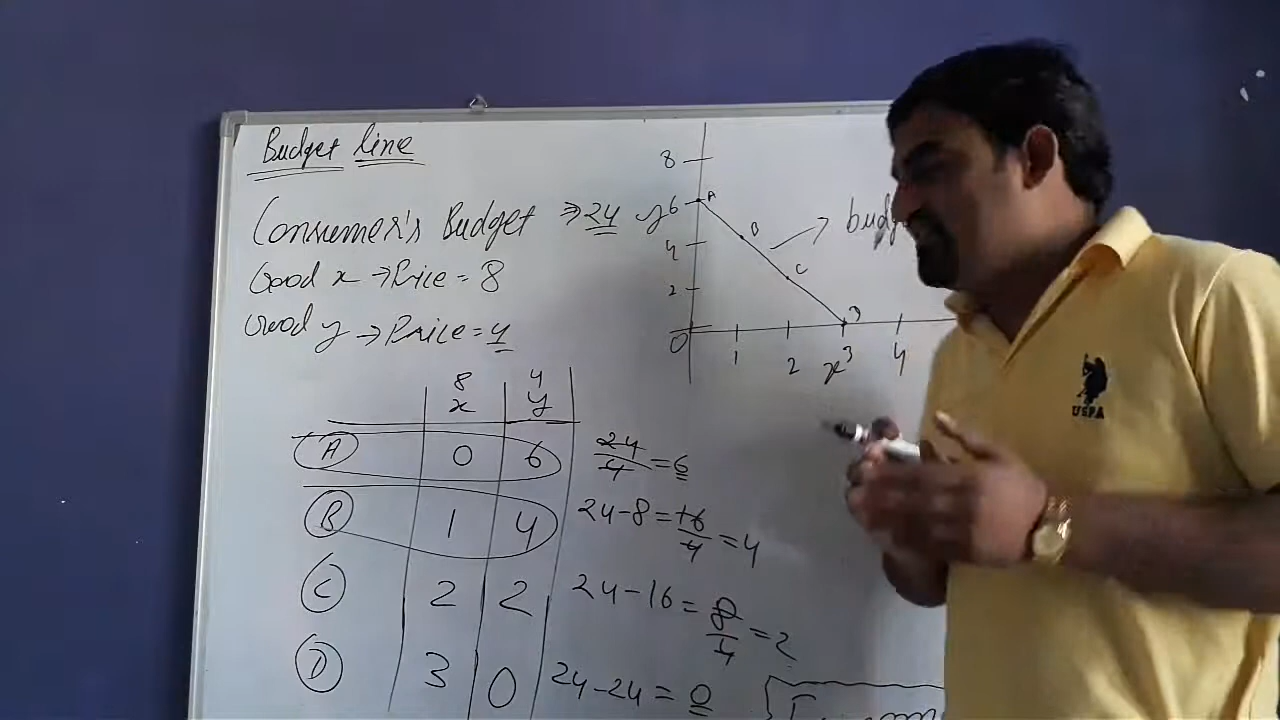 Budget line
Consumer's Budget ⇒ 24
Good x → Price = 8
Good y → Price = 4
8 4
x y
A 0 6 24/4 = 6
B 1 4 24-8 = 16/4 = 4
C 2 2 24-16 = 8/4 = 2
D 3 0 24-24 = 0
8
y 6 A
4 B
2 C
D
0 1 2 3 4
x
→
USPA